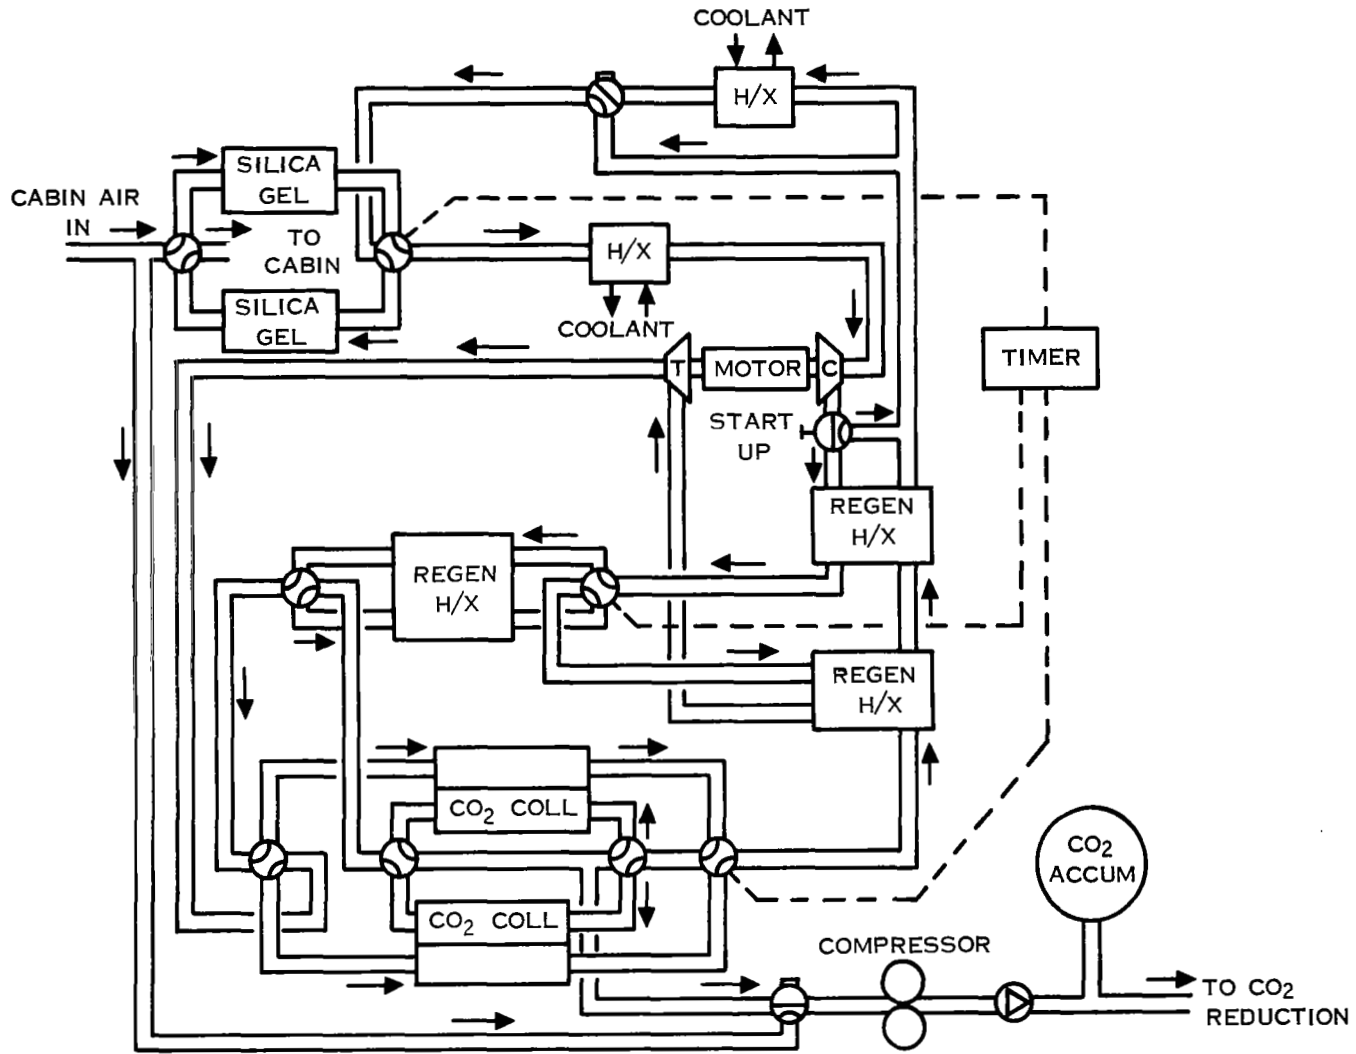 COOLANT
H/X
SILICA
GEL
CABIN AIR
IN
TO
CABIN
H/X
SILICA
GEL
COOLANT
T
MOTOR
C
TIMER
START
UP
REGEN
H/X
REGEN
H/X
REGEN
H/X
CO2 COLL
CO2
ACCUM
CO2 COLL
COMPRESSOR
TO CO2
REDUCTION